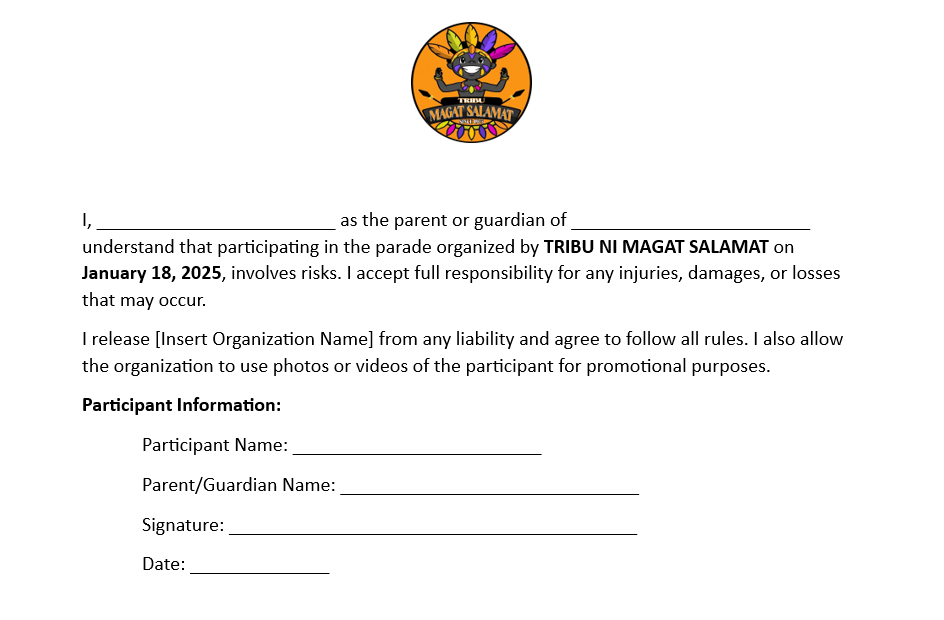 TRIBU
MAGAT SALAMAT
I, ________________________ as the parent or guardian of ________________________
understand that participating in the parade organized by TRIBU NI MAGAT SALAMAT on
January 18, 2025, involves risks. I accept full responsibility for any injuries, damages, or losses
that may occur.
I release [Insert Organization Name] from any liability and agree to follow all rules. I also allow
the organization to use photos or videos of the participant for promotional purposes.
Participant Information:
Participant Name: _________________________
Parent/Guardian Name: ______________________________
Signature: _________________________________________
Date: ______________